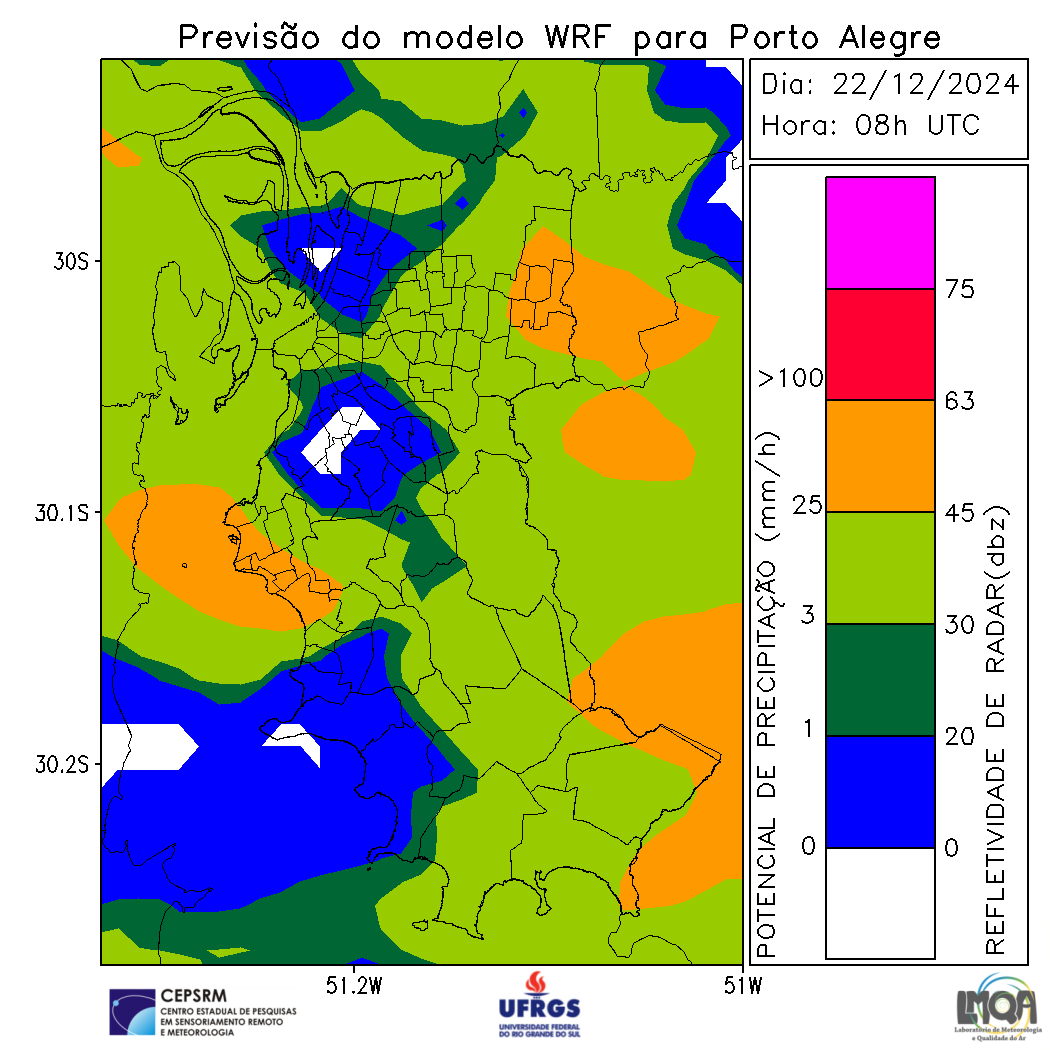 Previsão do modelo WRF para Porto Alegre
Dia: 22/12/2024
Hora: 08h UTC
30S
30.1S
30.2S
51.2W
51W
POTENCIAL DE PRECIPITAÇÃO (mm/h)
>100
25
3
1
0
75
63
45
30
20
0
REFLETIVIDADE DE RADAR(dbz)
CEPSRM
CENTRO ESTADUAL DE PESQUISAS
EM SENSORIAMENTO REMOTO
E METEOROLOGIA
UFRGS
UNIVERSIDADE FEDERAL
DO RIO GRANDE DO SUL
LMQA
Laboratório de Meteorologia
e Qualidade do Ar